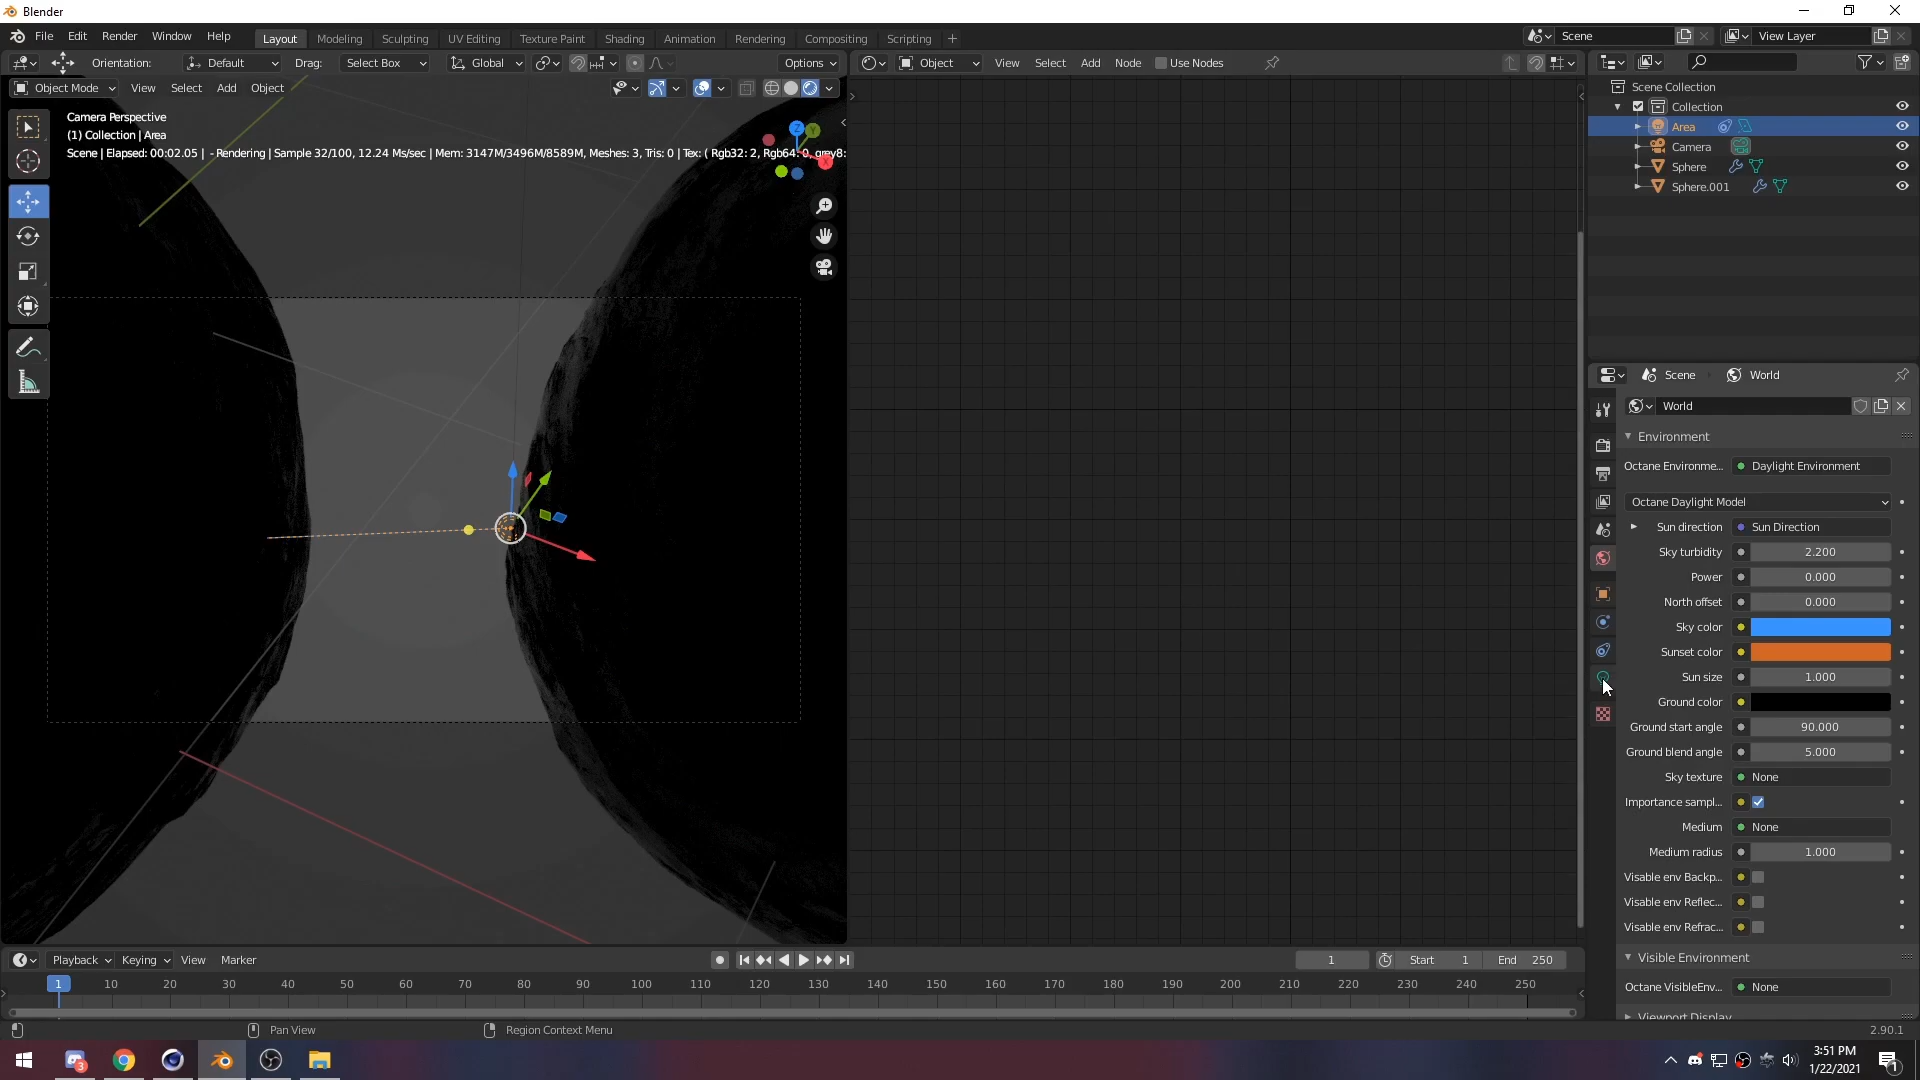 Blender
File Edit Render Window Help
Layout Modeling Sculpting UV Editing Texture Paint Shading Animation Rendering Compositing Scripting +
Scene
View Layer
Orientation: Default Drag: Select Box Global Options
Object View Select Add Node Use Nodes
Object Mode View Select Add Object
Camera Perspective
(1) Collection | Area
Scene | Elapsed: 00:02.05 | - Rendering | Sample 32/100, 12.24 Ms/sec | Mem: 3147M/3496M/8589M, Meshes: 3, Tris: 0 | Tex: ( Rgb32: 2, Rgb64: 0, grey8:
Z
Y
X
Scene Collection
Collection
Area
Camera
Sphere
Sphere.001
Scene World
World
Environment
Octane Environme... Daylight Environment
Octane Daylight Model
Sun direction Sun Direction
Sky turbidity 2.200
Power 0.000
North offset 0.000
Sky color
Sunset color
Sun size 1.000
Ground color
Ground start angle 90.000
Ground blend angle 5.000
Sky texture None
Importance sampl...
Medium None
Medium radius 1.000
Visable env Backp...
Visable env Reflec...
Visable env Refrac...
Visible Environment
Octane VisibleEnv... None
Viewport Display
Playback Keying View Marker
1 Start 1 End 250
1 10 20 30 40 50 60 70 80 90 100 110 120 130 140 150 160 170 180 190 200 210 220 230 240 250
Pan View Region Context Menu
2.90.1
3
3:51 PM
1/22/2021
1